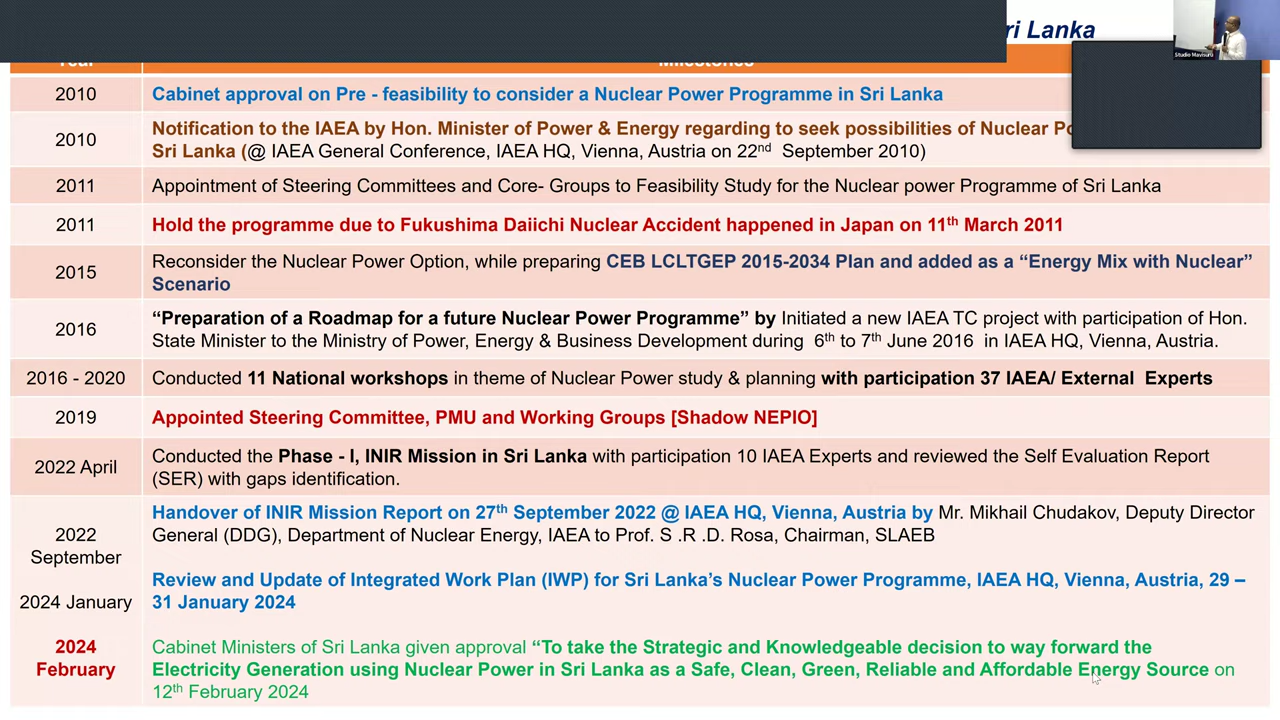 ri Lanka
Studio Mavisuru
Year Milestones
2010 Cabinet approval on Pre - feasibility to consider a Nuclear Power Programme in Sri Lanka
2010 Notification to the IAEA by Hon. Minister of Power & Energy regarding to seek possibilities of Nuclear Po
Sri Lanka (@ IAEA General Conference, IAEA HQ, Vienna, Austria on 22nd September 2010)
2011 Appointment of Steering Committees and Core- Groups to Feasibility Study for the Nuclear power Programme of Sri Lanka
2011 Hold the programme due to Fukushima Daiichi Nuclear Accident happened in Japan on 11th March 2011
2015 Reconsider the Nuclear Power Option, while preparing CEB LCLTGEP 2015-2034 Plan and added as a “Energy Mix with Nuclear”
Scenario
2016 “Preparation of a Roadmap for a future Nuclear Power Programme” by Initiated a new IAEA TC project with participation of Hon.
State Minister to the Ministry of Power, Energy & Business Development during 6th to 7th June 2016 in IAEA HQ, Vienna, Austria.
2016 - 2020 Conducted 11 National workshops in theme of Nuclear Power study & planning with participation 37 IAEA/ External Experts
2019 Appointed Steering Committee, PMU and Working Groups [Shadow NEPIO]
2022 April Conducted the Phase - I, INIR Mission in Sri Lanka with participation 10 IAEA Experts and reviewed the Self Evaluation Report
(SER) with gaps identification.
2022
September
Handover of INIR Mission Report on 27th September 2022 @ IAEA HQ, Vienna, Austria by Mr. Mikhail Chudakov, Deputy Director
General (DDG), Department of Nuclear Energy, IAEA to Prof. S .R .D. Rosa, Chairman, SLAEB
2024 January
Review and Update of Integrated Work Plan (IWP) for Sri Lanka’s Nuclear Power Programme, IAEA HQ, Vienna, Austria, 29 –
31 January 2024
2024
February
Cabinet Ministers of Sri Lanka given approval “To take the Strategic and Knowledgeable decision to way forward the
Electricity Generation using Nuclear Power in Sri Lanka as a Safe, Clean, Green, Reliable and Affordable Energy Source on
12th February 2024